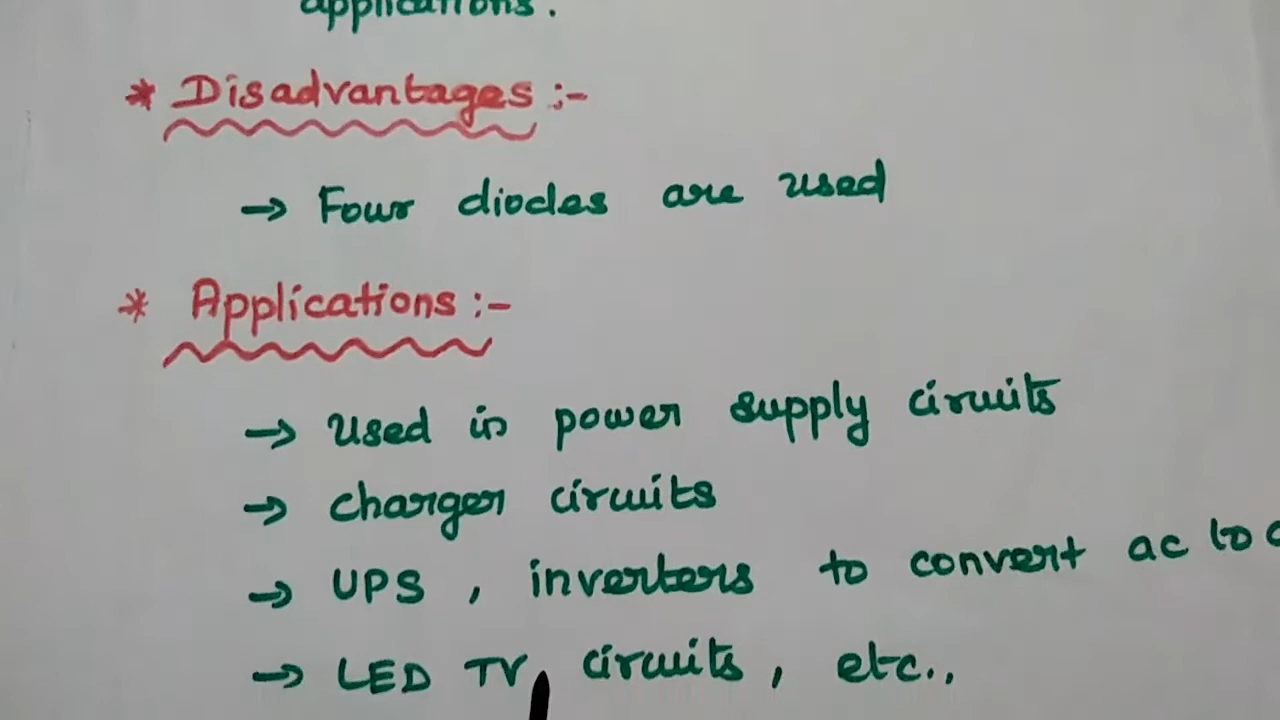 applications.
* Disadvantages :-
→ Four diodes are used
* Applications :-
→ Used in power supply circuits
→ charger circuits
→ UPS , inverters to convert ac to
→ LED TV circuits , etc..